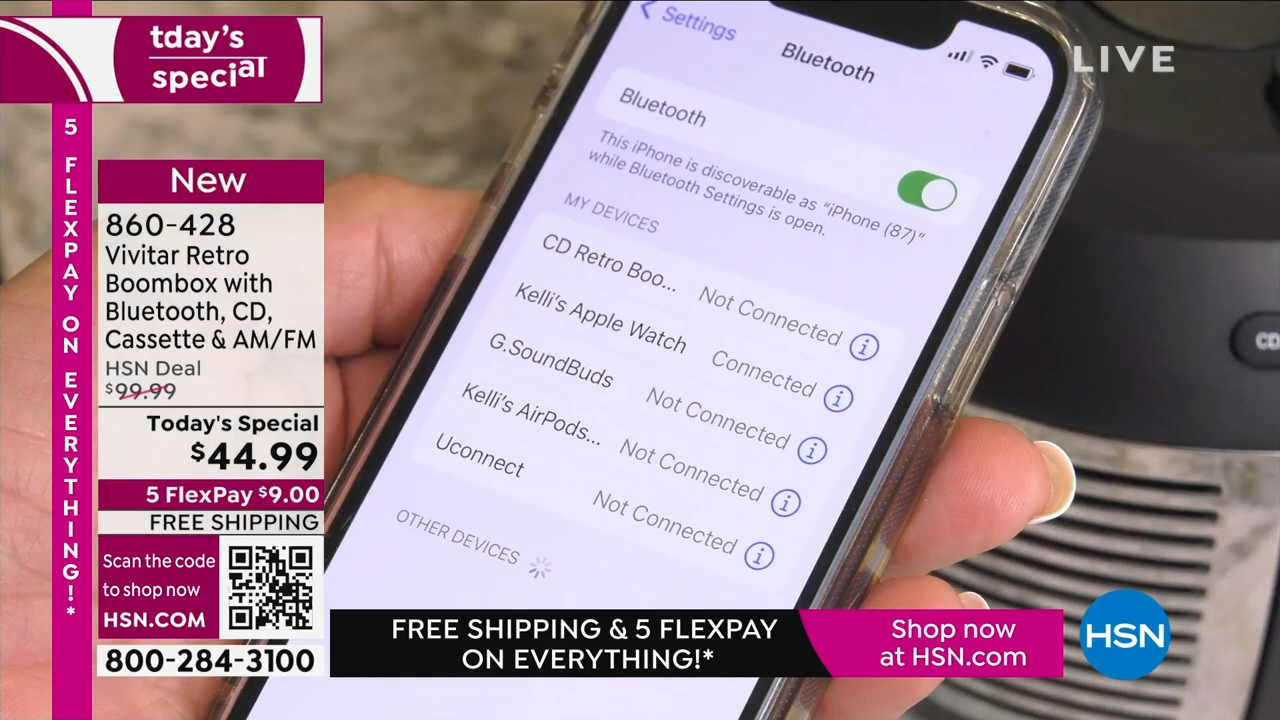 tday's
special
5 FLEXPAY ON EVERYTHING!*
New
860-428
Vivitar Retro
Boombox with
Bluetooth, CD,
Cassette & AM/FM
HSN Deal
$99.99
Today's Special
$44.99
5 FlexPay $9.00
FREE SHIPPING
Scan the code
to shop now
HSN.COM
800-284-3100
Settings
Bluetooth
Bluetooth
This iPhone is discoverable as “iPhone (87)”
while Bluetooth Settings is open.
MY DEVICES
CD Retro Boo... Not Connected
Kelli's Apple Watch Connected
G.SoundBuds Not Connected
Kelli's AirPods... Not Connected
Uconnect Not Connected
OTHER DEVICES
LIVE
CD
FREE SHIPPING & 5 FLEXPAY
ON EVERYTHING!*
Shop now
at HSN.com
HSN